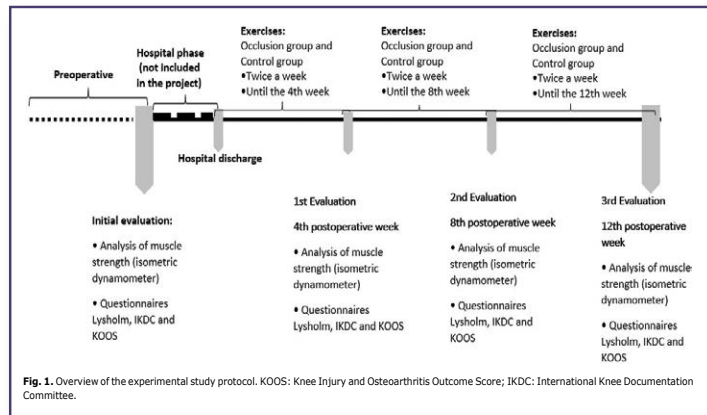 Preoperative
Hospital phase
(not included
in the project)
Exercises:
Occlusion group and
Control group
•Twice a week
•Until the 4th week
Exercises:
Occlusion group and
Control group
•Twice a week
•Until the 8th week
Exercises:
Occlusion group and
Control group
•Twice a week
•Until the 12th week
Hospital discharge
Initial evaluation:
• Analysis of muscle
strength (isometric
dynamometer)
• Questionnaires
Lysholm, IKDC and
KOOS
1st Evaluation
4th postoperative week
• Analysis of muscle
strength (isometric
dynamometer)
• Questionnaires
Lysholm, IKDC and KOOS
2nd Evaluation
8th postoperative week
• Analysis of muscle
strength (isometric
dynamometer)
• Questionnaires
Lysholm, IKDC and
KOOS
3rd Evaluation
12th postoperative
week
• Analysis of muscle
strength (isometric
dynamometer)
• Questionnaires
Lysholm, IKDC and
KOOS
Fig. 1. Overview of the experimental study protocol. KOOS: Knee Injury and Osteoarthritis Outcome Score; IKDC: International Knee Documentation
Committee.